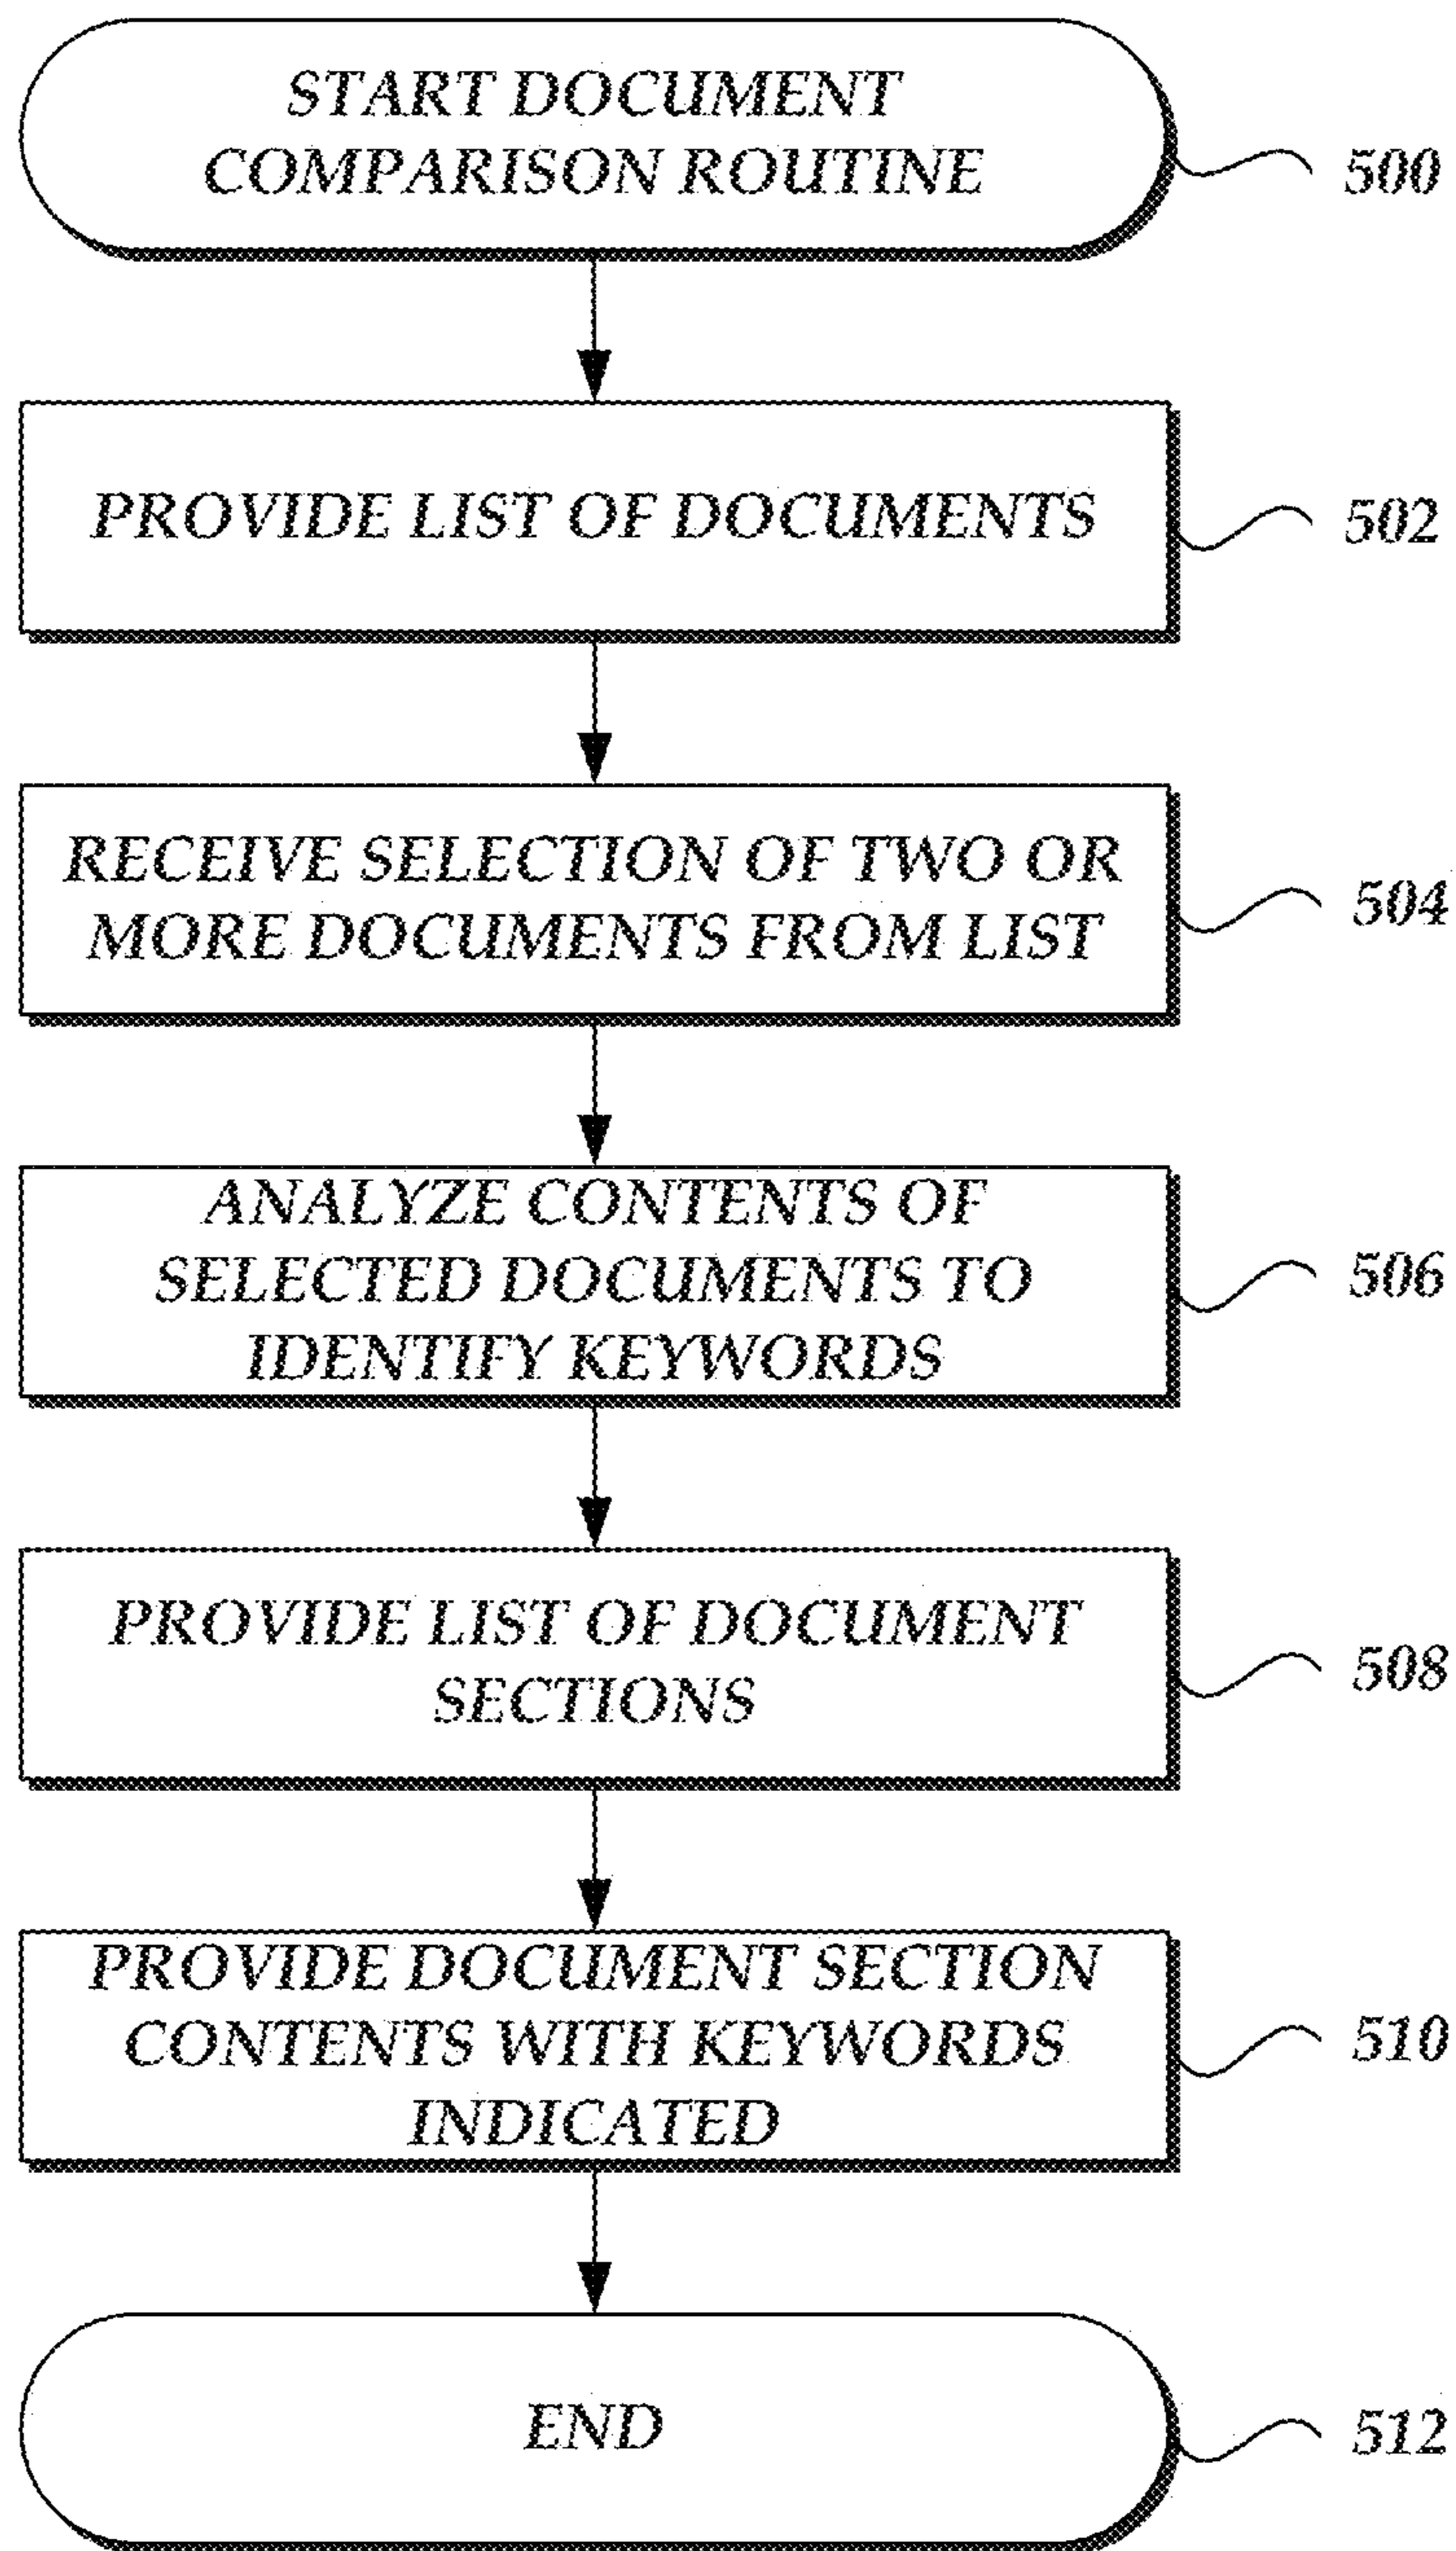 START DOCUMENT
COMPARISON ROUTINE
500
PROVIDE LIST OF DOCUMENTS
502
RECEIVE SELECTION OF TWO OR
MORE DOCUMENTS FROM LIST
504
ANALYZE CONTENTS OF
SELECTED DOCUMENTS TO
IDENTIFY KEYWORDS
506
PROVIDE LIST OF DOCUMENT
SECTIONS
508
PROVIDE DOCUMENT SECTION
CONTENTS WITH KEYWORDS
INDICATED
510
END
512